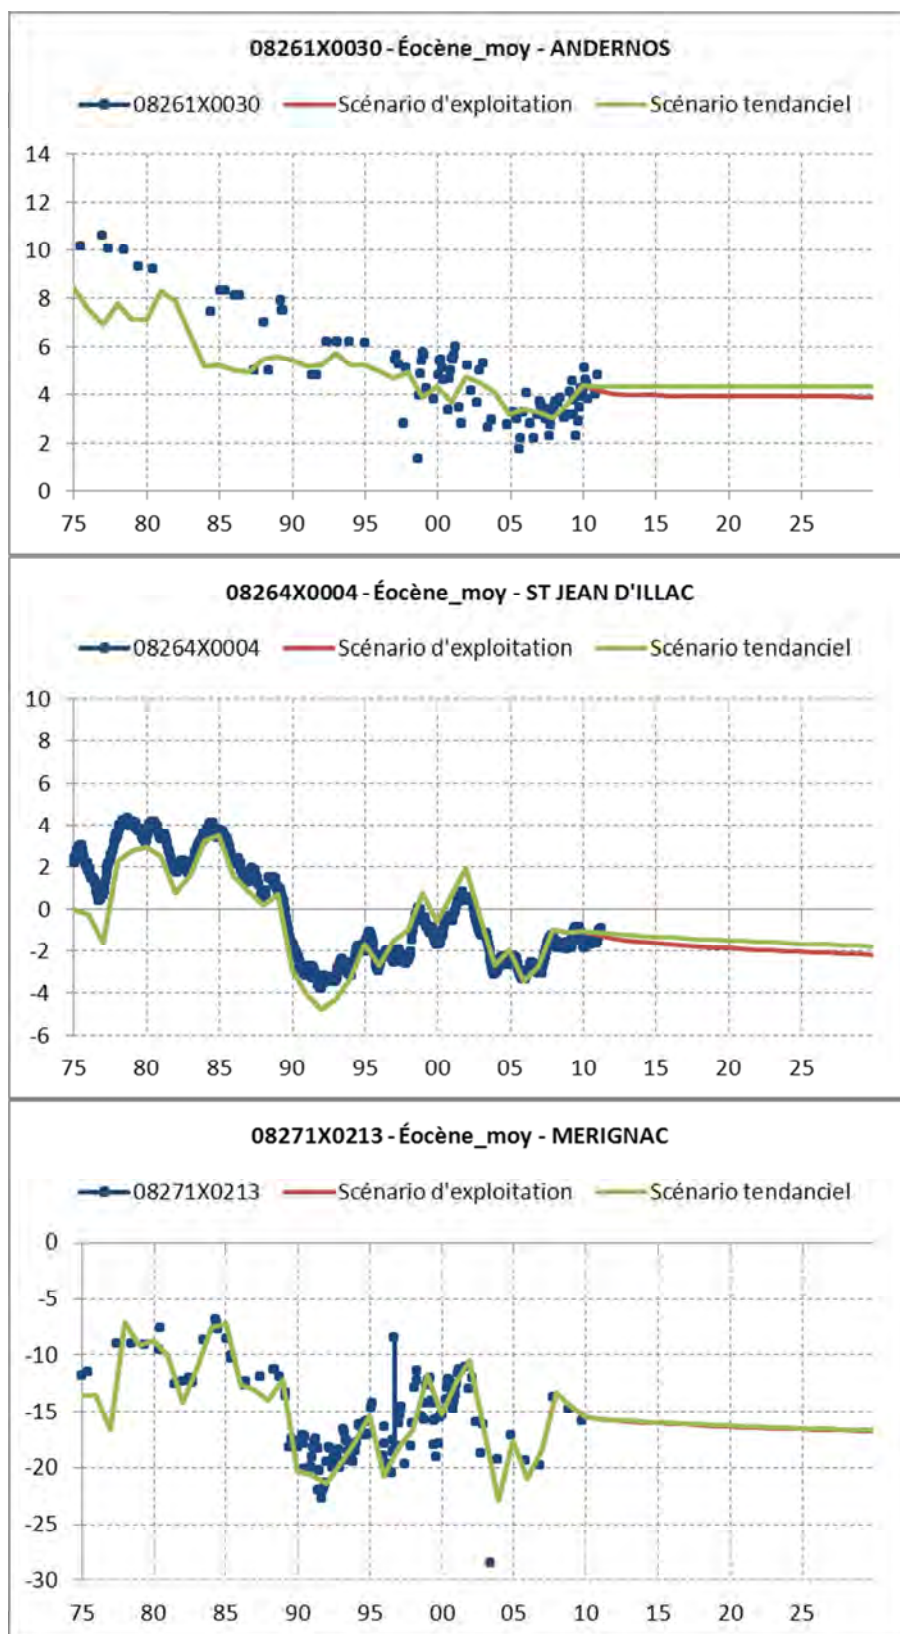 08261X0030 - Éocène_moy - ANDERNOS
08261X0030 Scénario d'exploitation Scénario tendanciel
14
12
10
8
6
4
2
0
75 80 85 90 95 00 05 10 15 20 25
08264X0004 - Éocène_moy - ST JEAN D'ILLAC
08264X0004 Scénario d'exploitation Scénario tendanciel
10
8
6
4
2
0
-2
-4
-6
75 80 85 90 95 00 05 10 15 20 25
08271X0213 - Éocène_moy - MERIGNAC
08271X0213 Scénario d'exploitation Scénario tendanciel
0
-5
-10
-15
-20
-25
-30
75 80 85 90 95 00 05 10 15 20 25